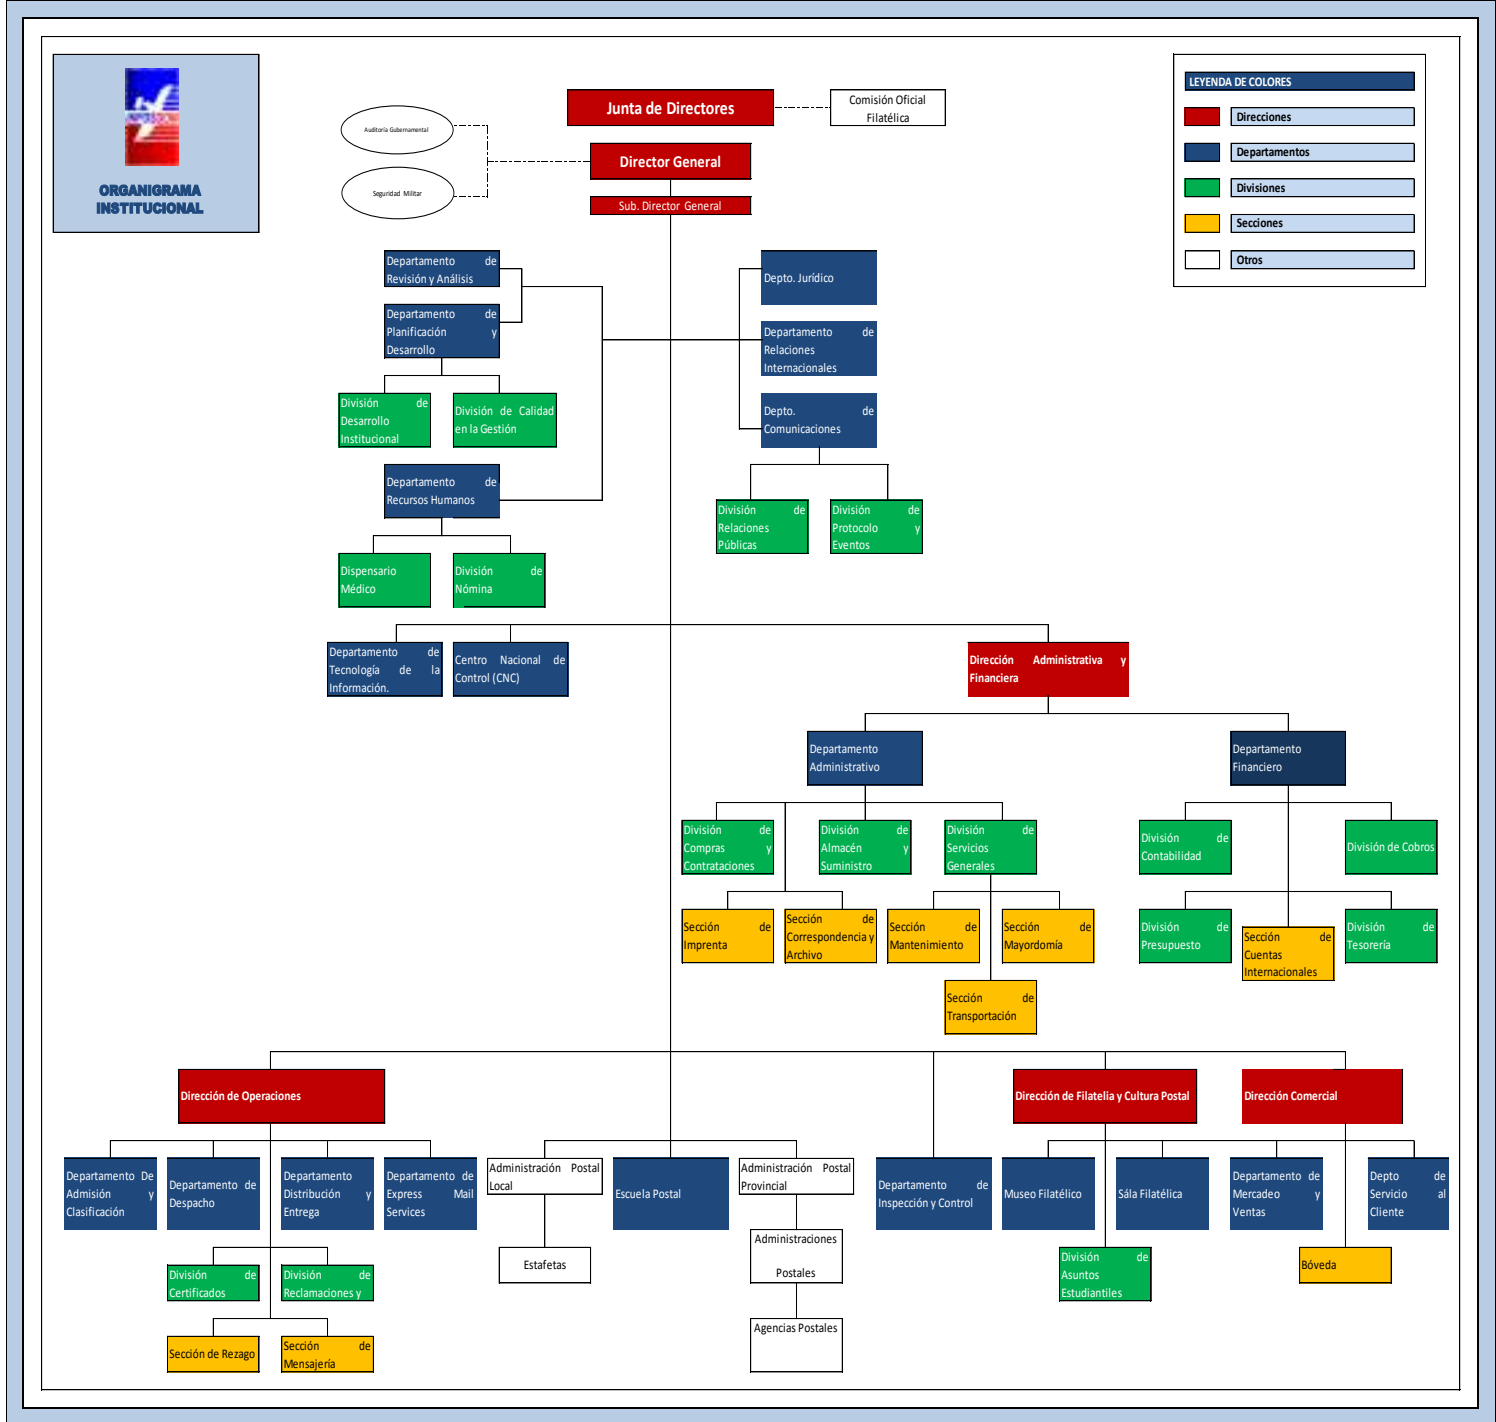 ORGANIGRAMA
INSTITUCIONAL
Junta de Directores
Comisión Oficial
Filatélica
Auditoría Gubernamental
Director General
Seguridad Militar
Sub. Director General
LEYENDA DE COLORES
Direcciones
Departamentos
Divisiones
Secciones
Otros
Departamento de
Revisión y Análisis
Departamento de
Planificación y
Desarrollo
División de
Desarrollo
Institucional
División de Calidad
en la Gestión
Departamento de
Recursos Humanos
Dispensario
Médico
División de
Nómina
Depto. Jurídico
Departamento de
Relaciones
Internacionales
Depto. de
Comunicaciones
División de
Relaciones
Públicas
División de
Protocolo y
Eventos
Departamento de
Tecnología de la
Información.
Centro Nacional de
Control (CNC)
Dirección Administrativa y
Financiera
Departamento
Administrativo
Departamento
Financiero
División de
Compras y
Contrataciones
División de
Almacén y
Suministro
División de
Servicios
Generales
División de
Contabilidad
División de Cobros
Sección de
Imprenta
Sección de
Correspondencia y
Archivo
Sección de
Mantenimiento
Sección de
Mayordomía
División de
Presupuesto
Sección de
Cuentas
Internacionales
División de
Tesorería
Sección de
Transportación
Dirección de Operaciones
Dirección de Filatelia y Cultura Postal
Dirección Comercial
Departamento De
Admisión y
Clasificación
Departamento de
Despacho
Departamento
Distribución y
Entrega
Departamento de
Express Mail
Services
Administración Postal
Local
Escuela Postal
Administración Postal
Provincial
Departamento de
Inspección y Control
Museo Filatélico
Sála Filatélica
Departamento de
Mercadeo y
Ventas
Depto de
Servicio al
Cliente
División de
Certificados
División de
Reclamaciones y
Estafetas
Administraciones
Postales
División de
Asuntos
Estudiantiles
Bóveda
Sección de Rezago
Sección de
Mensajería
Agencias Postales